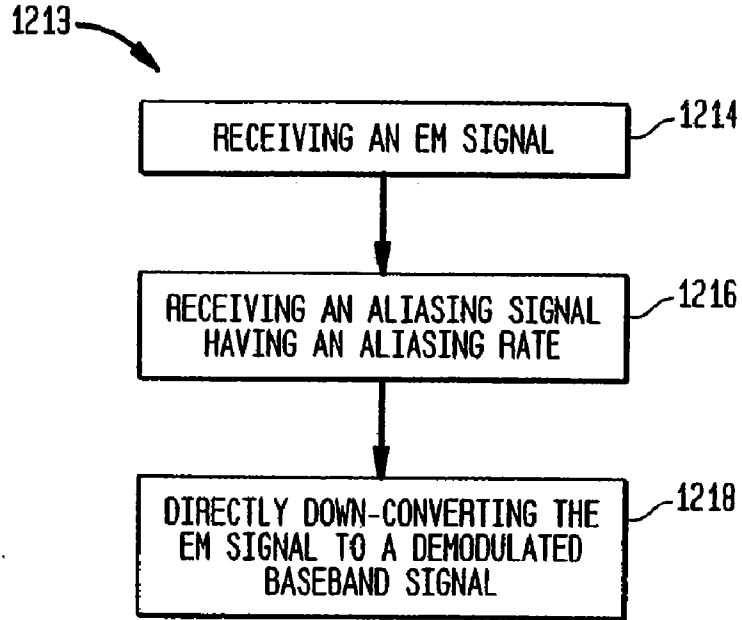 1213
RECEIVING AN EM SIGNAL
1214
RECEIVING AN ALIASING SIGNAL
HAVING AN ALIASING RATE
1216
DIRECTLY DOWN-CONVERTING THE
EM SIGNAL TO A DEMODULATED
BASEBAND SIGNAL
1218